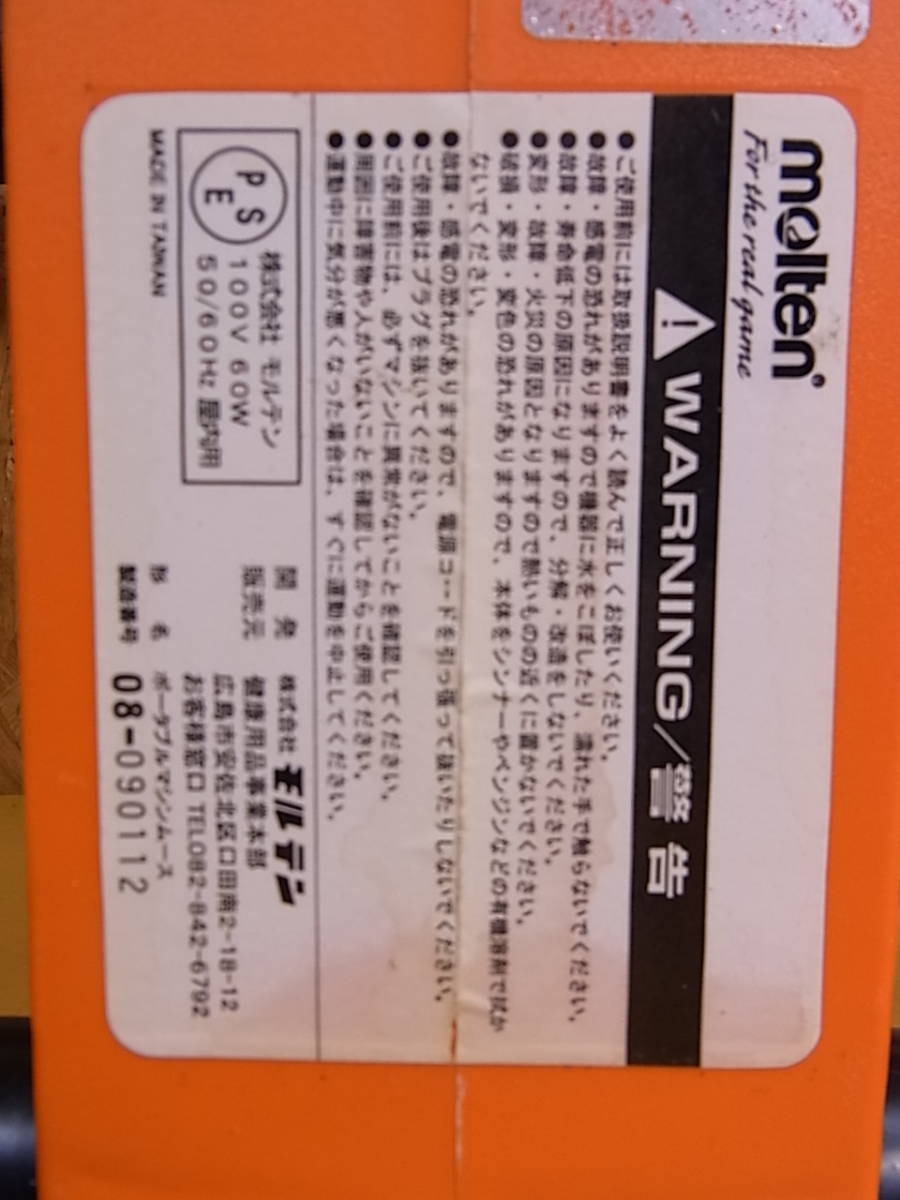 molten®
For the real game
⚠ WARNING/警告
●ご使用前には取扱説明書をよく読んで正しくお使いください。
●故障・感電の恐れがありますので機器に水をこぼしたり、濡れた手で触らないでください。
●故障・寿命低下の原因になりますので、分解・改造をしないでください。
●変形・故障・火災の原因となりますので熱いものの近くに置かないでください。
●破損・変形・変色の恐れがありますので、本体をシンナーやベンジンなどの有機溶剤で拭か
ないでください。
●故障・感電の恐れがありますので、電源コードを引っ張って抜いたりしないでください。
●ご使用後はプラグを抜いてください。
●ご使用前には、必ずマシンに異常がないことを確認してください。
●周囲に障害物や人がいないことを確認してからご使用ください。
●運動中に気分が悪くなった場合は、すぐに運動を中止してください。
PSE
株式会社 モルテン
100V 60W
50/60Hz 屋内用
MADE IN TAIWAN
開発 株式会社モルテン
販売元 健康用品事業本部
広島市安佐北区口田南2-18-12
お客様窓口 TEL082-842-6792
形名 ポータブルマシンムース
製造番号 08-090112